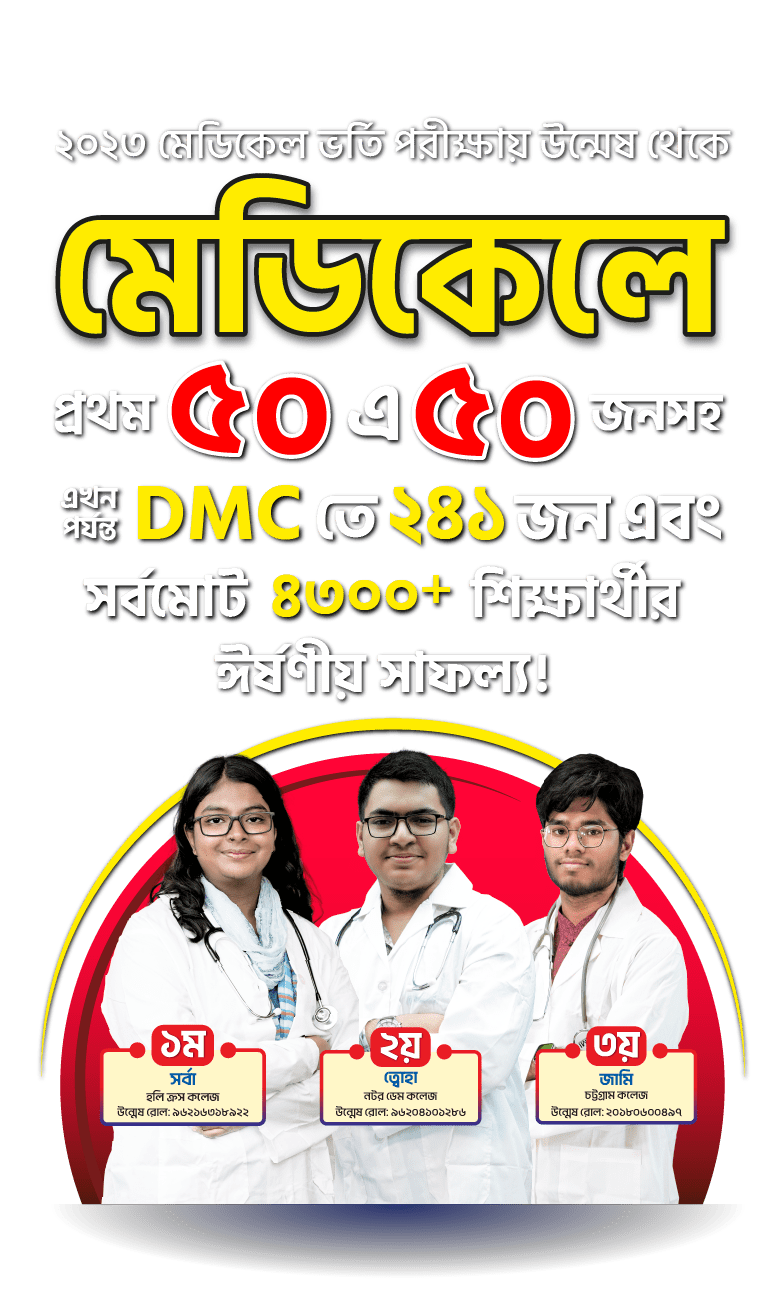 ২০২৩ মেডিকেল ভর্তি পরীক্ষায় উন্মেষ থেকে
মেডিকেলে
প্রথম ৫০ এ ৫০ জনসহ
এখন পর্যন্ত DMC তে ২৪১ জন এবং
সর্বমোট ৪৩০০+ শিক্ষার্থীর
ঈর্ষণীয় সাফল্য!
১ম
সর্বা
হলি ক্রস কলেজ
উন্মেষ রোল: ৯৬২১৬৩১৮৯২২
২য়
ত্বোহা
নটর ডেম কলেজ
উন্মেষ রোল: ৯৬২০৪১০১২৮৬
৩য়
জামি
চট্টগ্রাম কলেজ
উন্মেষ রোল: ২০১৮০৬০০৪৯৭